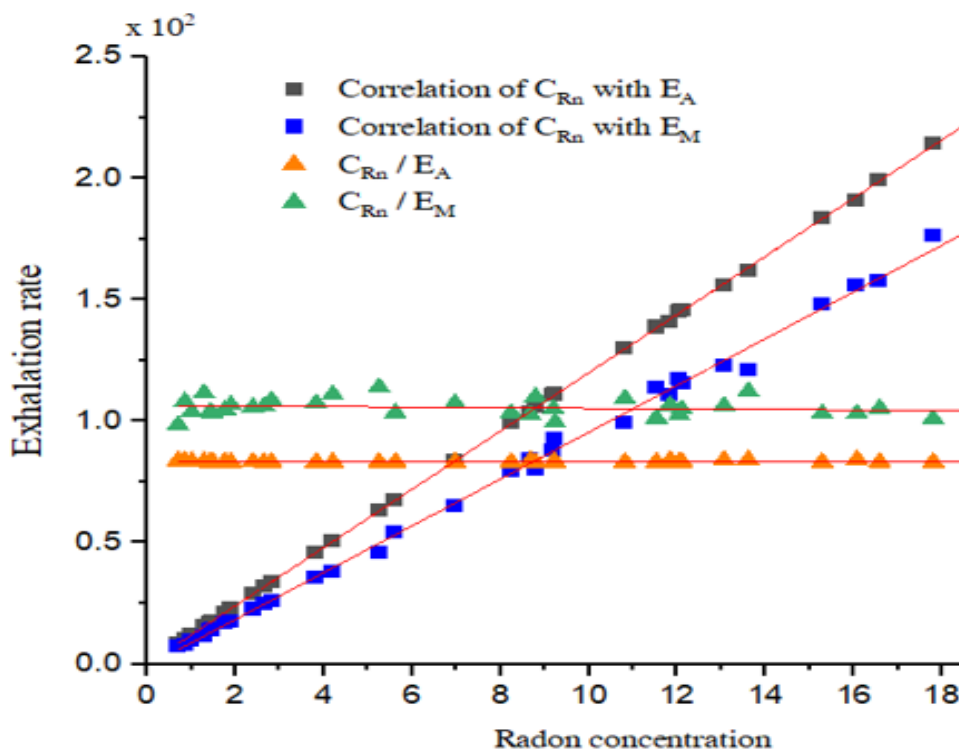 x 10²
2.5
2.0
1.5
1.0
0.5
0.0
Exhalation rate
Correlation of C_Rn with E_A
Correlation of C_Rn with E_M
C_Rn / E_A
C_Rn / E_M
0 2 4 6 8 10 12 14 16 18
Radon concentration